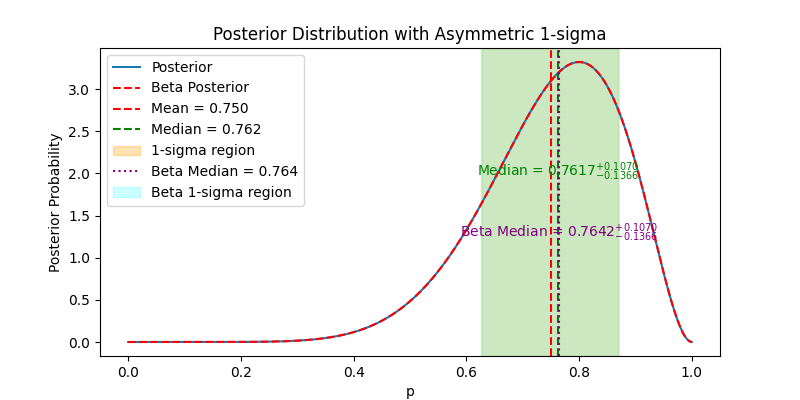 Posterior Distribution with Asymmetric 1-sigma
Posterior
Beta Posterior
Mean = 0.750
Median = 0.762
1-sigma region
Beta Median = 0.764
Beta 1-sigma region
Median = 0.7617+0.1070−0.1366
Beta Median = 0.7642+0.1070−0.1366
Posterior Probability
3.0
2.5
2.0
1.5
1.0
0.5
0.0
0.0 0.2 0.4 0.6 0.8 1.0
p